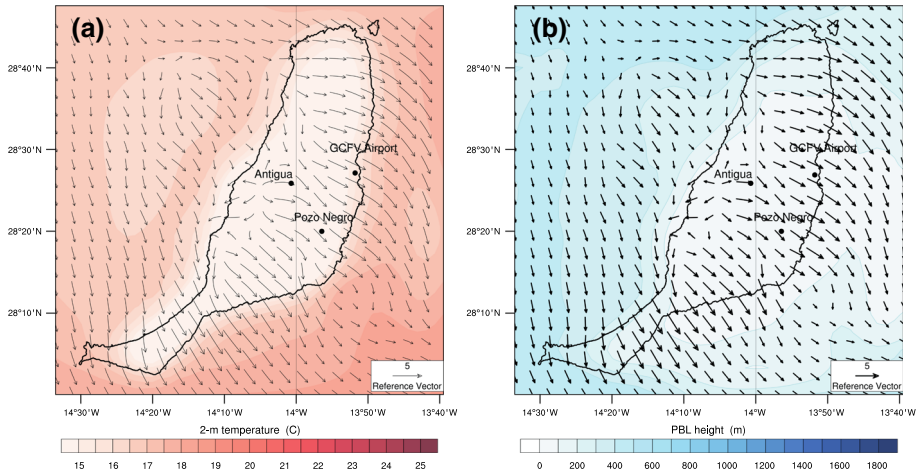 (a)
(b)
28°40'N
28°30'N
28°20'N
28°10'N
GCFV Airport
Antigua
Pozo Negro
5
Reference Vector
14°30'W 14°20'W 14°10'W 14°W 13°50'W 13°40'W
2-m temperature (C)
15 16 17 18 19 20 21 22 23 24 25
28°40'N
28°30'N
28°20'N
28°10'N
GCFV Airport
Antigua
Pozo Negro
5
Reference Vector
14°30'W 14°20'W 14°10'W 14°W 13°50'W 13°40'W
PBL height (m)
0 200 400 600 800 1000 1200 1400 1600 1800